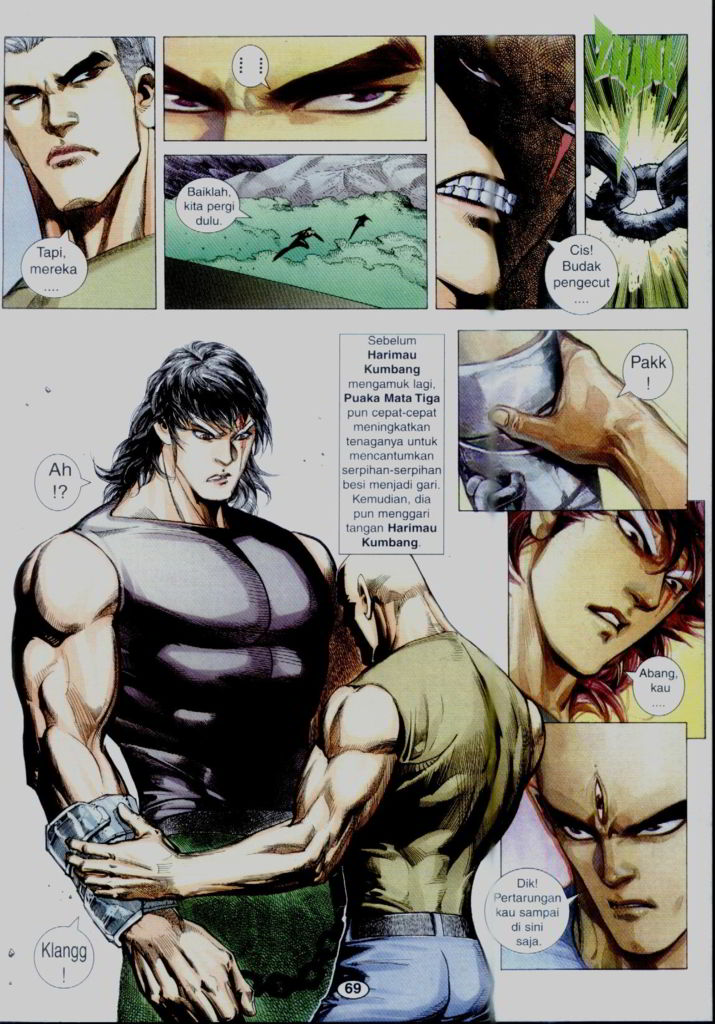 Tapi,
mereka
....
......
Baiklah,
kita pergi
dulu.
Cis!
Budak
pengecut
....
Sebelum
Harimau
Kumbang
mengamuk lagi,
Puaka Mata Tiga
pun cepat-cepat
meningkatkan
tenaganya untuk
mencantumkan
serpihan-serpihan
besi menjadi gari.
Kemudian, dia
pun menggari
tangan Harimau
Kumbang.
Pakk
!
Ah
!?
Abang,
kau
....
Dik!
Pertarungan
kau sampai
di sini
saja.
Klangg
!
69